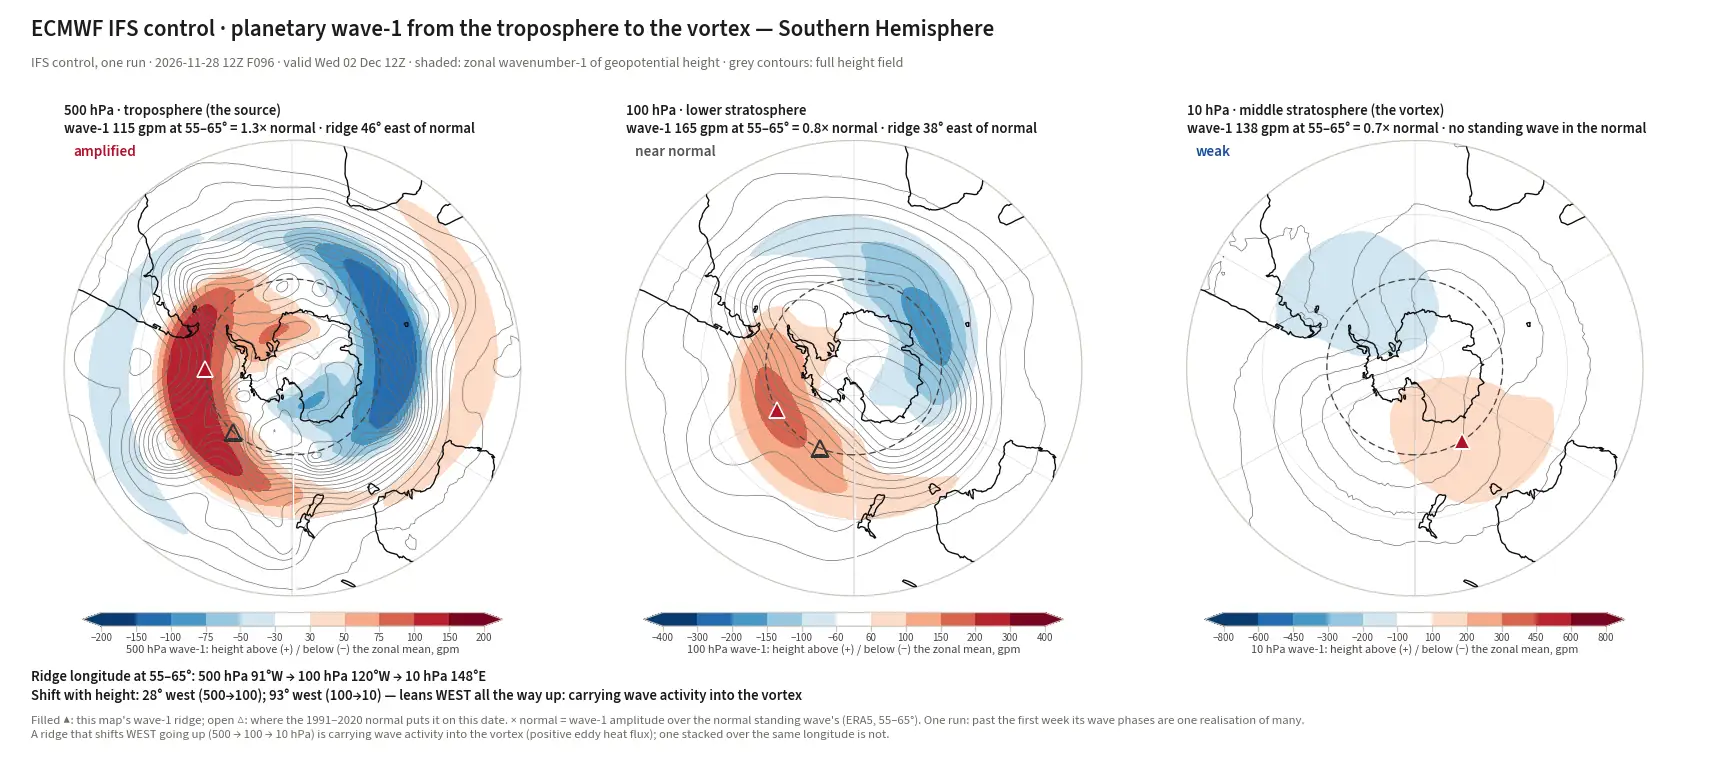 ECMWF IFS control · planetary wave-1 from the troposphere to the vortex — Southern Hemisphere
IFS control, one run · 2026-11-28 12Z F096 · valid Wed 02 Dec 12Z · shaded: zonal wavenumber-1 of geopotential height · grey contours: full height field
500 hPa · troposphere (the source)
wave-1 115 gpm at 55–65° = 1.3× normal · ridge 46° east of normal
amplified
100 hPa · lower stratosphere
wave-1 165 gpm at 55–65° = 0.8× normal · ridge 38° east of normal
near normal
10 hPa · middle stratosphere (the vortex)
wave-1 138 gpm at 55–65° = 0.7× normal · no standing wave in the normal
weak
−200 −150 −100 −75 −50 −30 30 50 75 100 150 200
500 hPa wave-1: height above (+) / below (−) the zonal mean, gpm
−400 −300 −200 −150 −100 −60 60 100 150 200 300 400
100 hPa wave-1: height above (+) / below (−) the zonal mean, gpm
−800 −600 −450 −300 −200 −100 100 200 300 450 600 800
10 hPa wave-1: height above (+) / below (−) the zonal mean, gpm
Ridge longitude at 55–65°: 500 hPa 91°W → 100 hPa 120°W → 10 hPa 148°E
Shift with height: 28° west (500→100); 93° west (100→10) — leans WEST all the way up: carrying wave activity into the vortex
Filled ▲: this map's wave-1 ridge; open △: where the 1991–2020 normal puts it on this date. × normal = wave-1 amplitude over the normal standing wave's (ERA5, 55–65°). One run: past the first week its wave phases are one realisation of many.
A ridge that shifts WEST going up (500 → 100 → 10 hPa) is carrying wave activity into the vortex (positive eddy heat flux); one stacked over the same longitude is not.